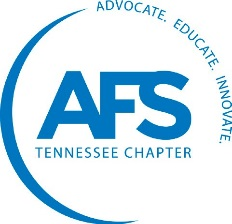 ADVOCATE. EDUCATE. INNOVATE.
AFS
TENNESSEE CHAPTER